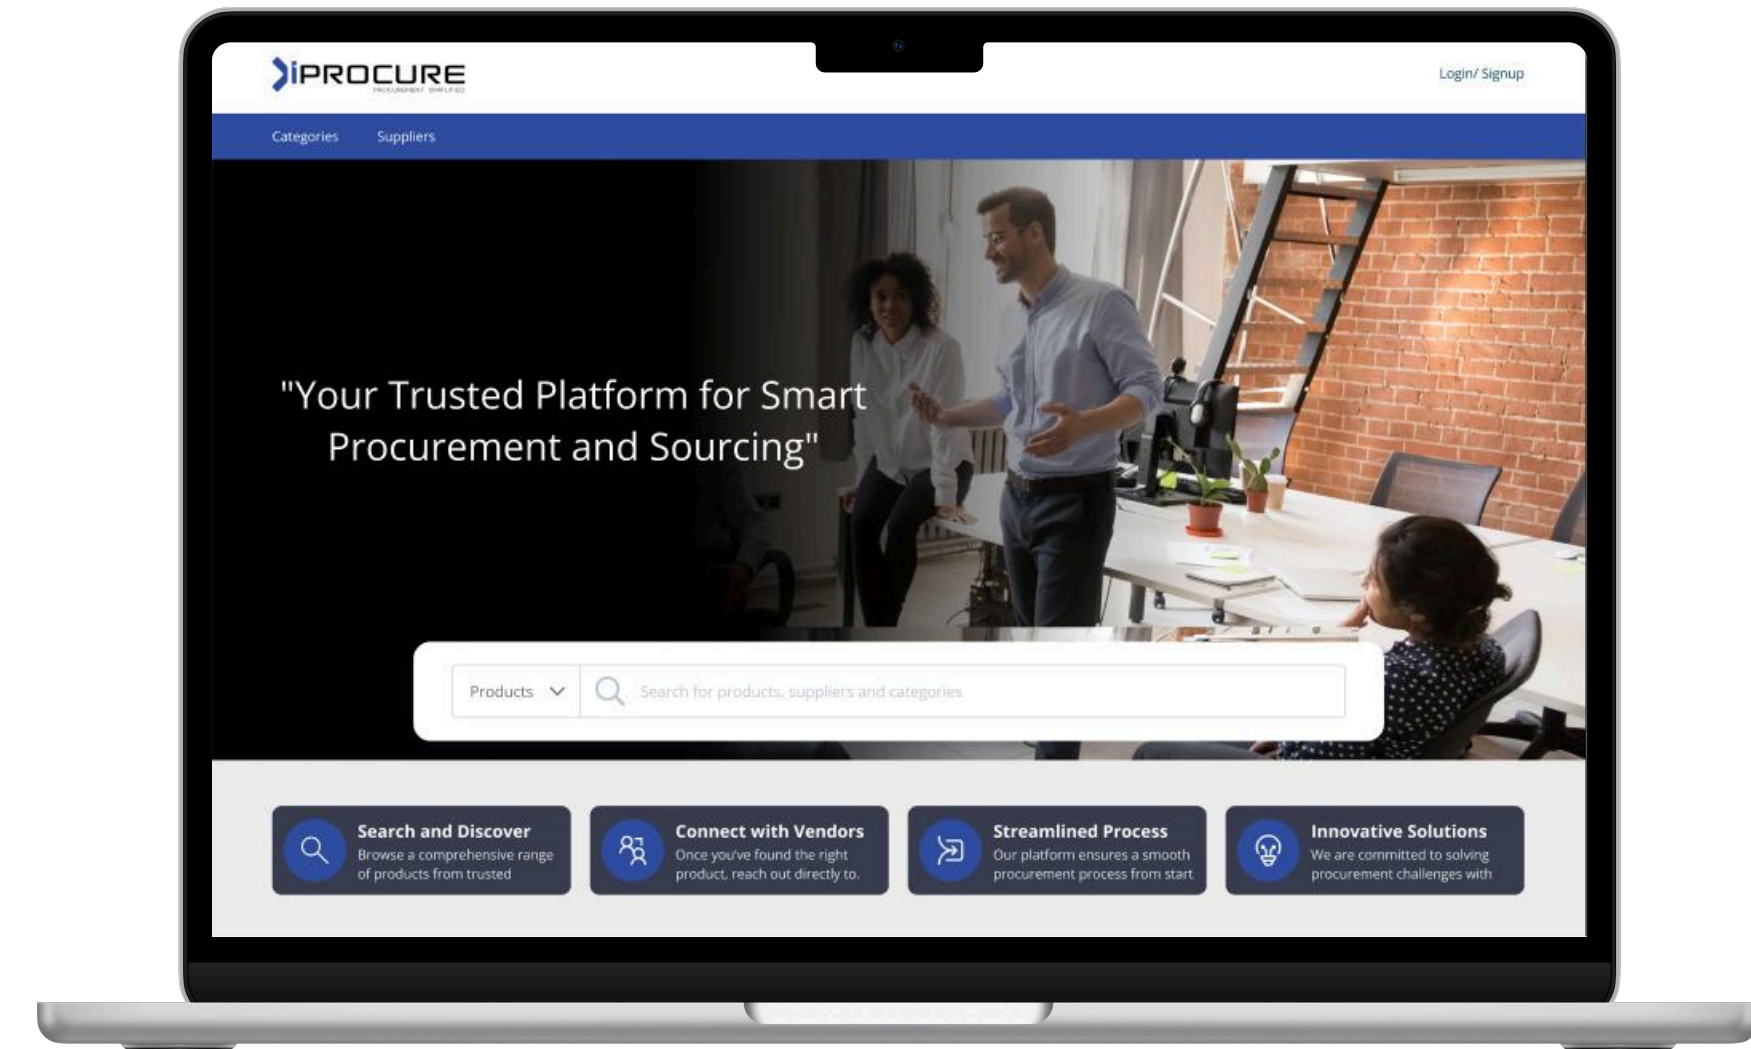 iPROCURE
PROCUREMENT SIMPLIFIED
Login/ Signup
Categories Suppliers
"Your Trusted Platform for Smart
Procurement and Sourcing"
Products Search for products, suppliers and categories
Search and Discover
Browse a comprehensive range
of products from trusted
Connect with Vendors
Once you've found the right
product, reach out directly to.
Streamlined Process
Our platform ensures a smooth
procurement process from start
Innovative Solutions
We are committed to solving
procurement challenges with